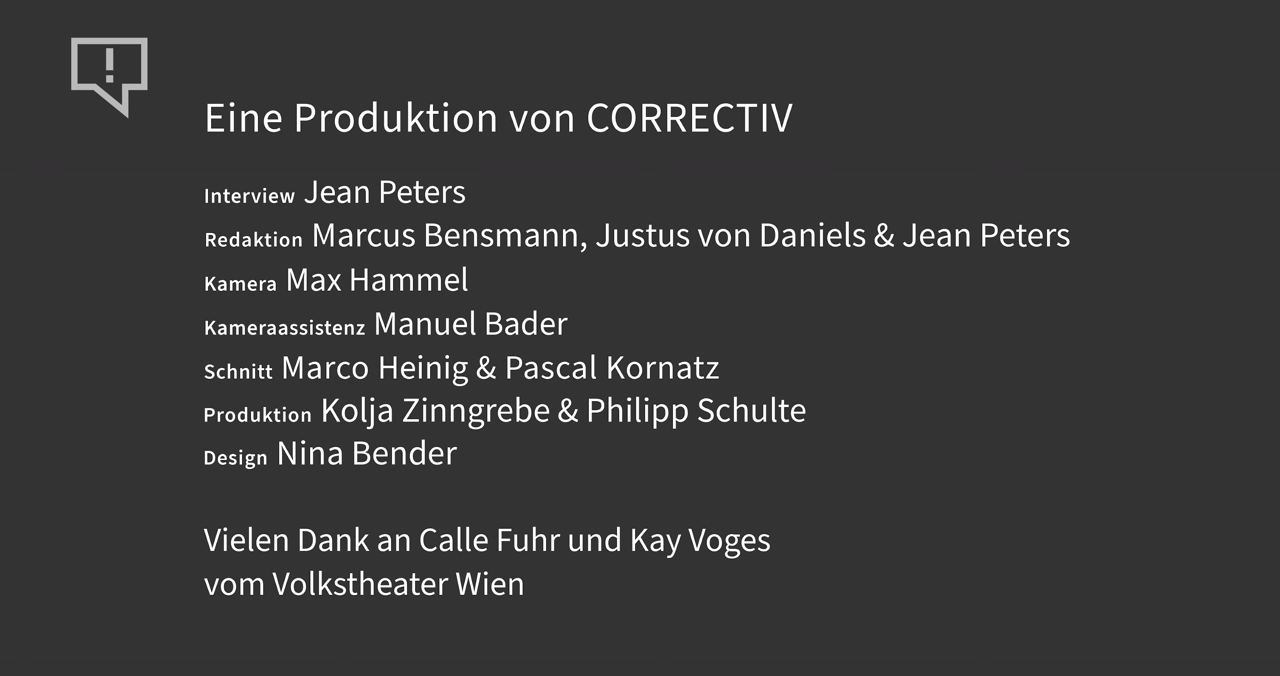 Eine Produktion von CORRECTIV
Interview Jean Peters
Redaktion Marcus Bensmann, Justus von Daniels & Jean Peters
Kamera Max Hammel
Kameraassistenz Manuel Bader
Schnitt Marco Heinig & Pascal Kornatz
Produktion Kolja Zinngrebe & Philipp Schulte
Design Nina Bender
Vielen Dank an Calle Fuhr und Kay Voges
vom Volkstheater Wien